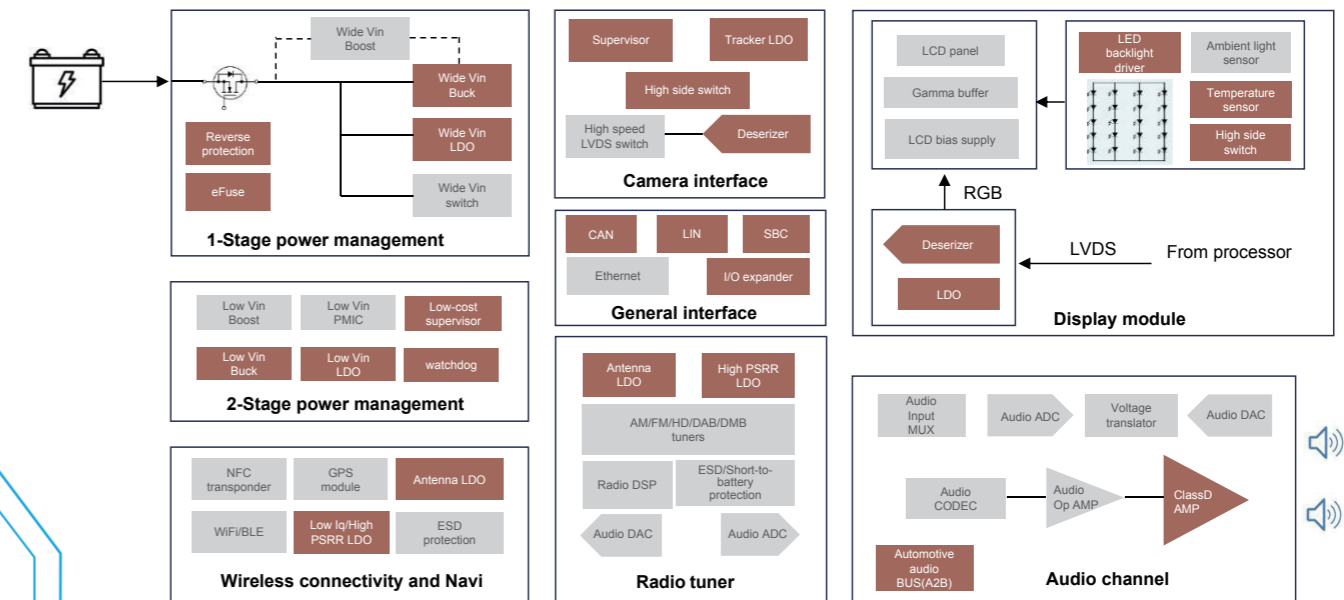 Wide Vin
Boost
Wide Vin
Buck
Reverse
protection
Wide Vin
LDO
eFuse
Wide Vin
switch
1-Stage power management
Low Vin
Boost
Low Vin
PMIC
Low-cost
supervisor
Low Vin
Buck
Low Vin
LDO
watchdog
2-Stage power management
NFC
transponder
GPS
module
Antenna LDO
WiFi/BLE
Low Iq/High
PSRR LDO
ESD
protection
Wireless connectivity and Navi
Supervisor
Tracker LDO
High side switch
High speed
LVDS switch
Deserizer
Camera interface
CAN
LIN
SBC
Ethernet
I/O expander
General interface
Antenna
LDO
High PSRR
LDO
AM/FM/HD/DAB/DMB
tuners
Radio DSP
ESD/Short-to-
battery
protection
Audio DAC
Audio ADC
Radio tuner
LCD panel
Gamma buffer
LCD bias supply
LED
backlight
driver
Ambient light
sensor
Temperature
sensor
High side
switch
RGB
Deserizer
LDO
LVDS
From processor
Display module
Audio
Input
MUX
Audio ADC
Voltage
translator
Audio DAC
Audio
CODEC
Audio
Op AMP
ClassD
AMP
Automotive
audio
BUS(A2B)
Audio channel